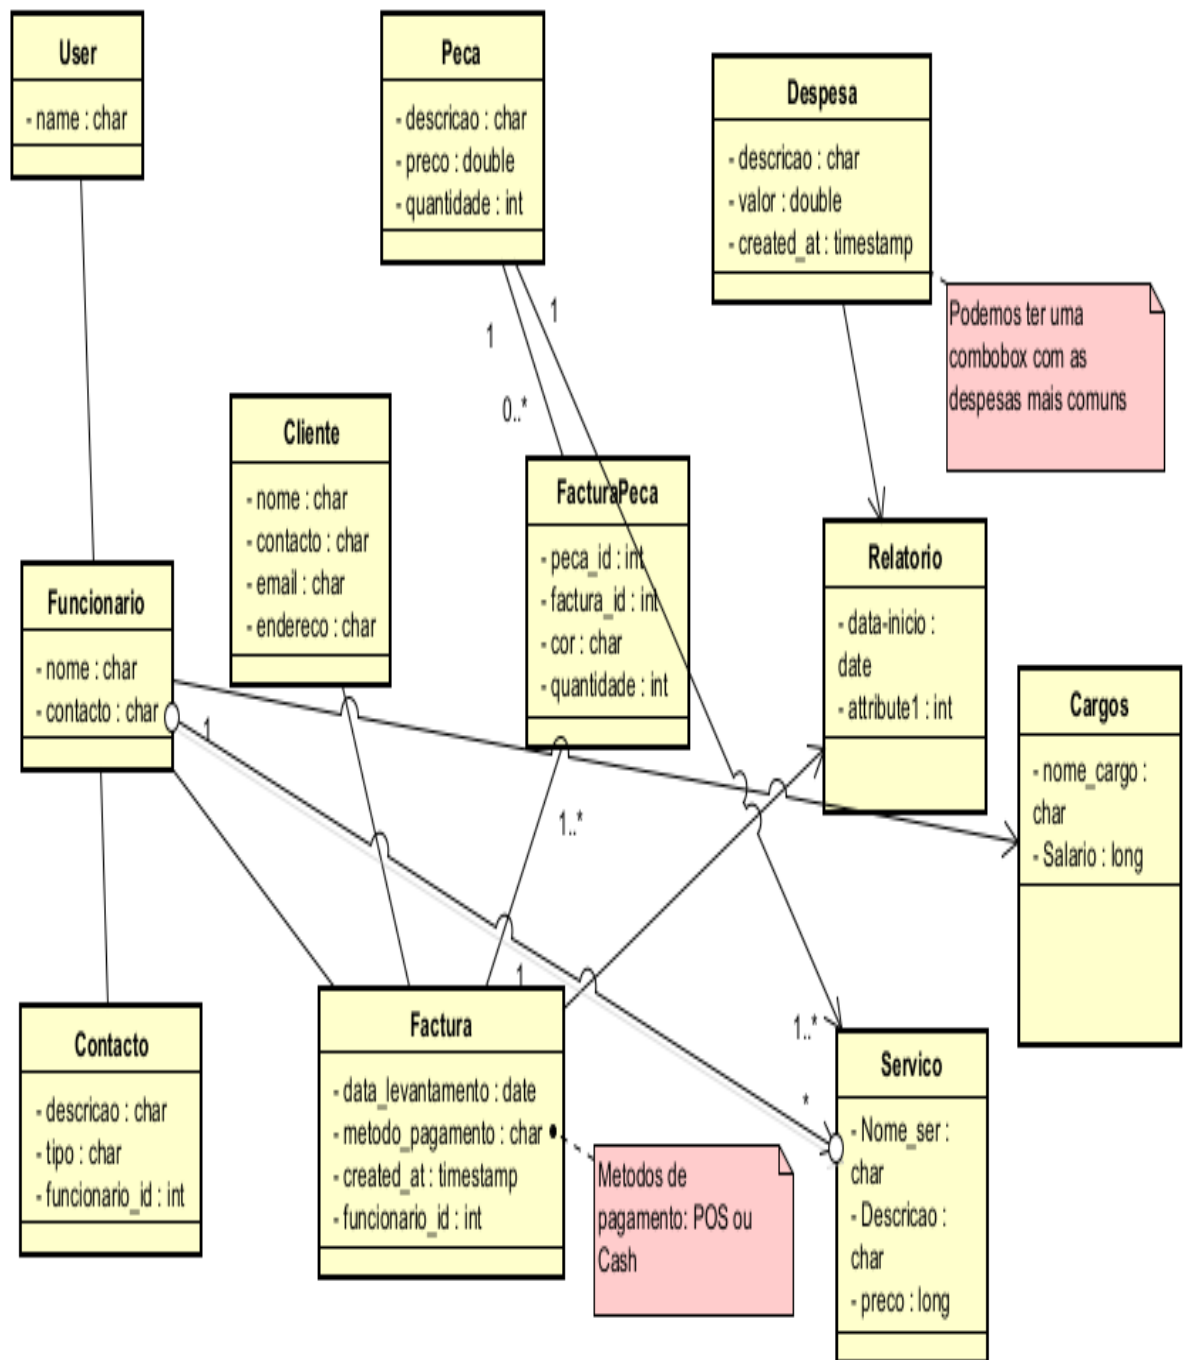 User
- name : char
Peca
- descricao : char
- preco : double
- quantidade : int
Despesa
- descricao : char
- valor : double
- created_at : timestamp
Podemos ter uma
combobox com as
despesas mais comuns
1
1
0..*
Cliente
- nome : char
- contacto : char
- email : char
- endereco : char
FacturaPeca
- peca_id : int
- factura_id : int
- cor : char
- quantidade : int
Relatorio
- data-inicio :
date
- attribute1 : int
Funcionario
- nome : char
- contacto : char
1
Cargos
- nome_cargo :
char
- Salario : long
1..*
1
1..*
*
Contacto
- descricao : char
- tipo : char
- funcionario_id : int
Factura
- data_levantamento : date
- metodo_pagamento : char
- created_at : timestamp
- funcionario_id : int
Metodos de
pagamento: POS ou
Cash
Servico
- Nome_ser :
char
- Descricao :
char
- preco : long